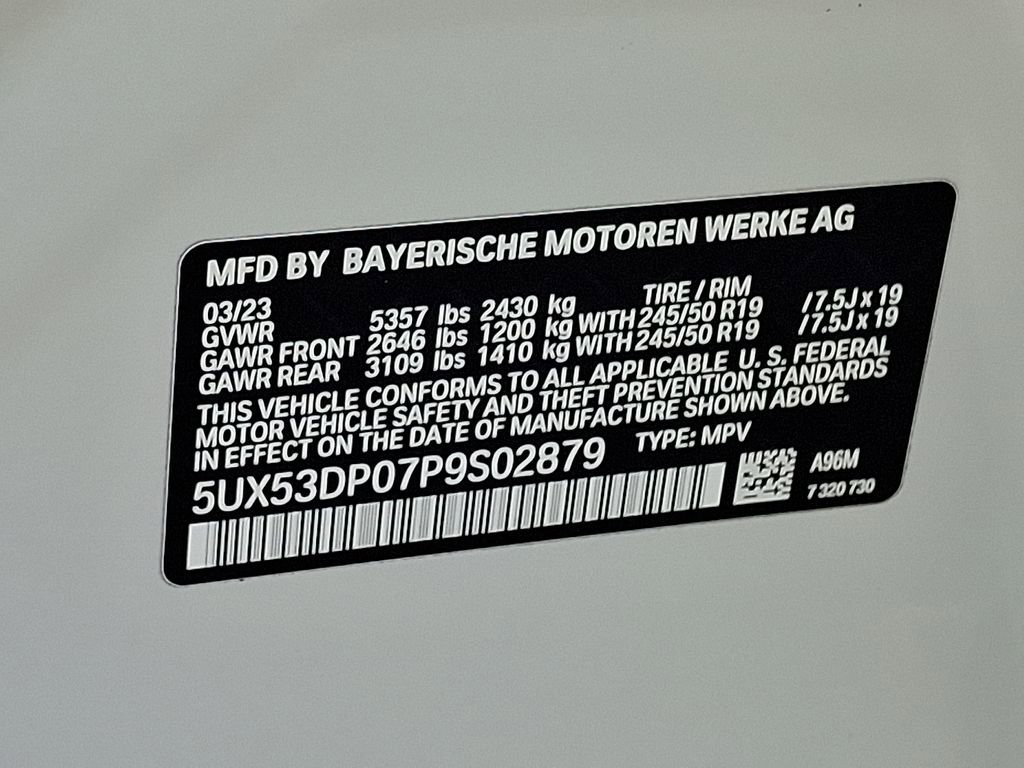 MFD BY BAYERISCHE MOTOREN WERKE AG
03/23 TIRE / RIM
GVWR 5357 lbs 2430 kg
GAWR FRONT 2646 lbs 1200 kg WITH 245/50 R19 /7.5J x 19
GAWR REAR 3109 lbs 1410 kg WITH 245/50 R19 /7.5J x 19
THIS VEHICLE CONFORMS TO ALL APPLICABLE U. S. FEDERAL
MOTOR VEHICLE SAFETY AND THEFT PREVENTION STANDARDS
IN EFFECT ON THE DATE OF MANUFACTURE SHOWN ABOVE.
5UX53DP07P9S02879 TYPE: MPV
A96M
7 320 730